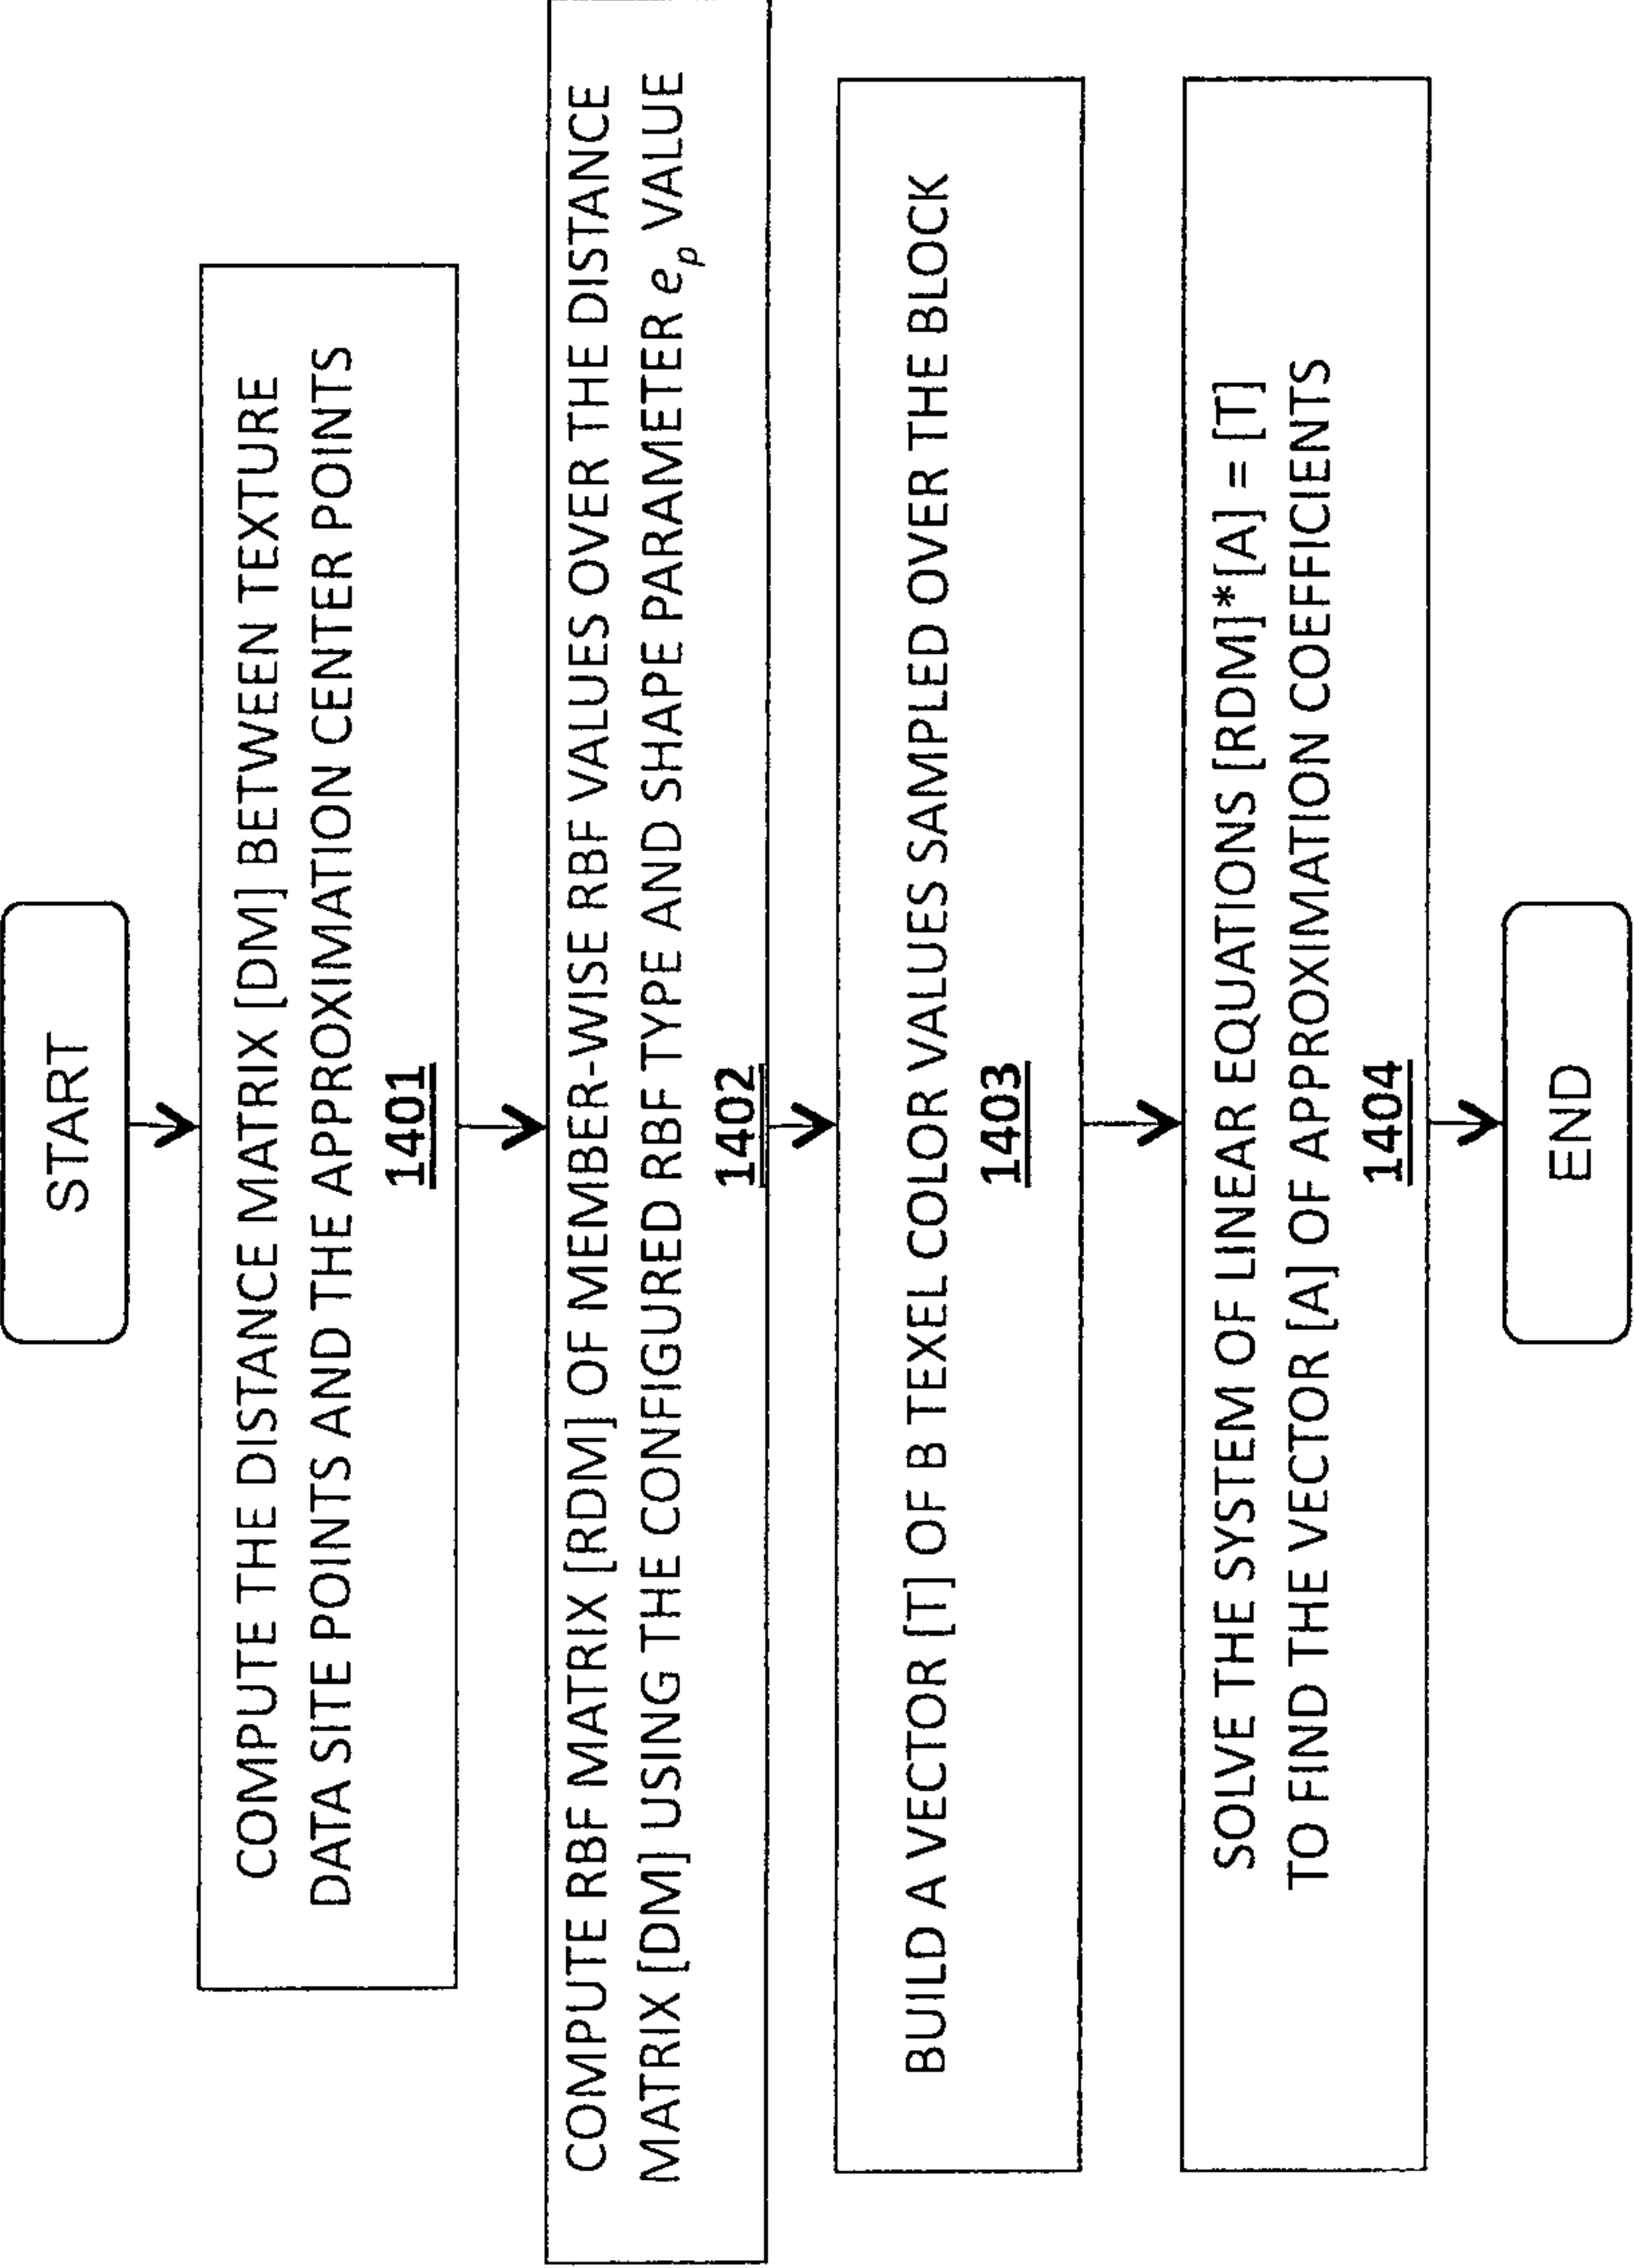 START
COMPUTE THE DISTANCE MATRIX [DM] BETWEEN TEXTURE
DATA SITE POINTS AND THE APPROXIMATION CENTER POINTS
1401
COMPUTE RBF MATRIX [RDM] OF MEMBER-WISE RBF VALUES OVER THE DISTANCE
MATRIX [DM] USING THE CONFIGURED RBF TYPE AND SHAPE PARAMETER eₚ VALUE
1402
BUILD A VECTOR [T] OF B TEXEL COLOR VALUES SAMPLED OVER THE BLOCK
1403
SOLVE THE SYSTEM OF LINEAR EQUATIONS [RDM]*[A] = [T]
TO FIND THE VECTOR [A] OF APPROXIMATION COEFFICIENTS
1404
END